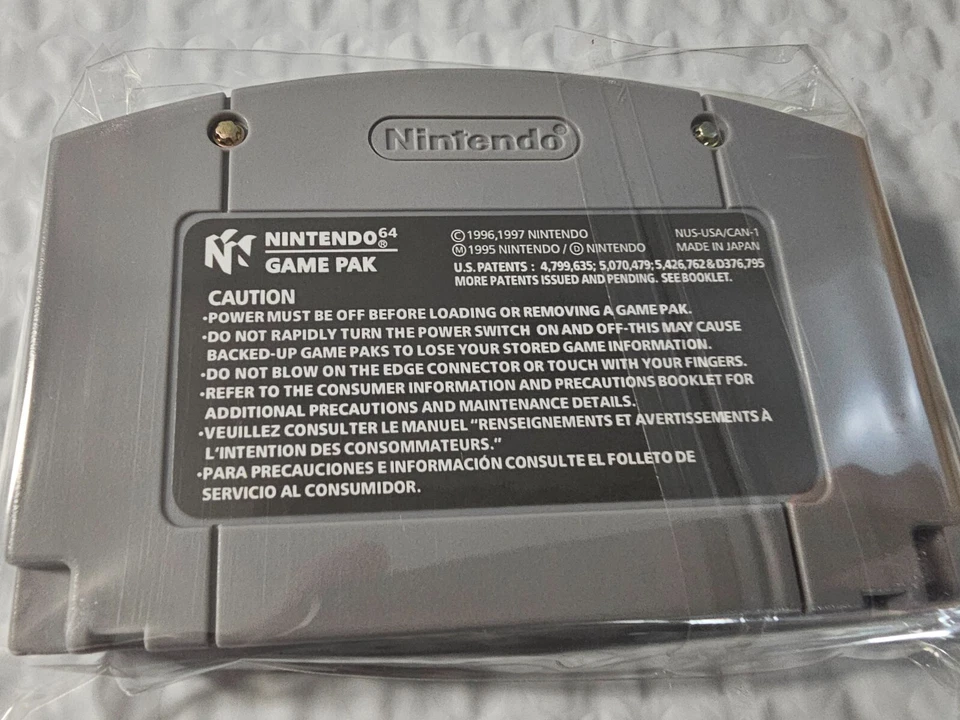 Nintendo®
NINTENDO64®
GAME PAK
©1996,1997 NINTENDO
Ⓜ1995 NINTENDO/Ⓓ NINTENDO
NUS-USA/CAN-1
MADE IN JAPAN
U.S. PATENTS : 4,799,635; 5,070,479; 5,426,762 & D376,795
MORE PATENTS ISSUED AND PENDING. SEE BOOKLET.
CAUTION
•POWER MUST BE OFF BEFORE LOADING OR REMOVING A GAME PAK.
•DO NOT RAPIDLY TURN THE POWER SWITCH ON AND OFF-THIS MAY CAUSE
BACKED-UP GAME PAKS TO LOSE YOUR STORED GAME INFORMATION.
•DO NOT BLOW ON THE EDGE CONNECTOR OR TOUCH WITH YOUR FINGERS.
•REFER TO THE CONSUMER INFORMATION AND PRECAUTIONS BOOKLET FOR
ADDITIONAL PRECAUTIONS AND MAINTENANCE DETAILS.
•VEUILLEZ CONSULTER LE MANUEL "RENSEIGNEMENTS ET AVERTISSEMENTS À
L'INTENTION DES CONSOMMATEURS."
•PARA PRECAUCIONES E INFORMACIÓN CONSULTE EL FOLLETO DE
SERVICIO AL CONSUMIDOR.